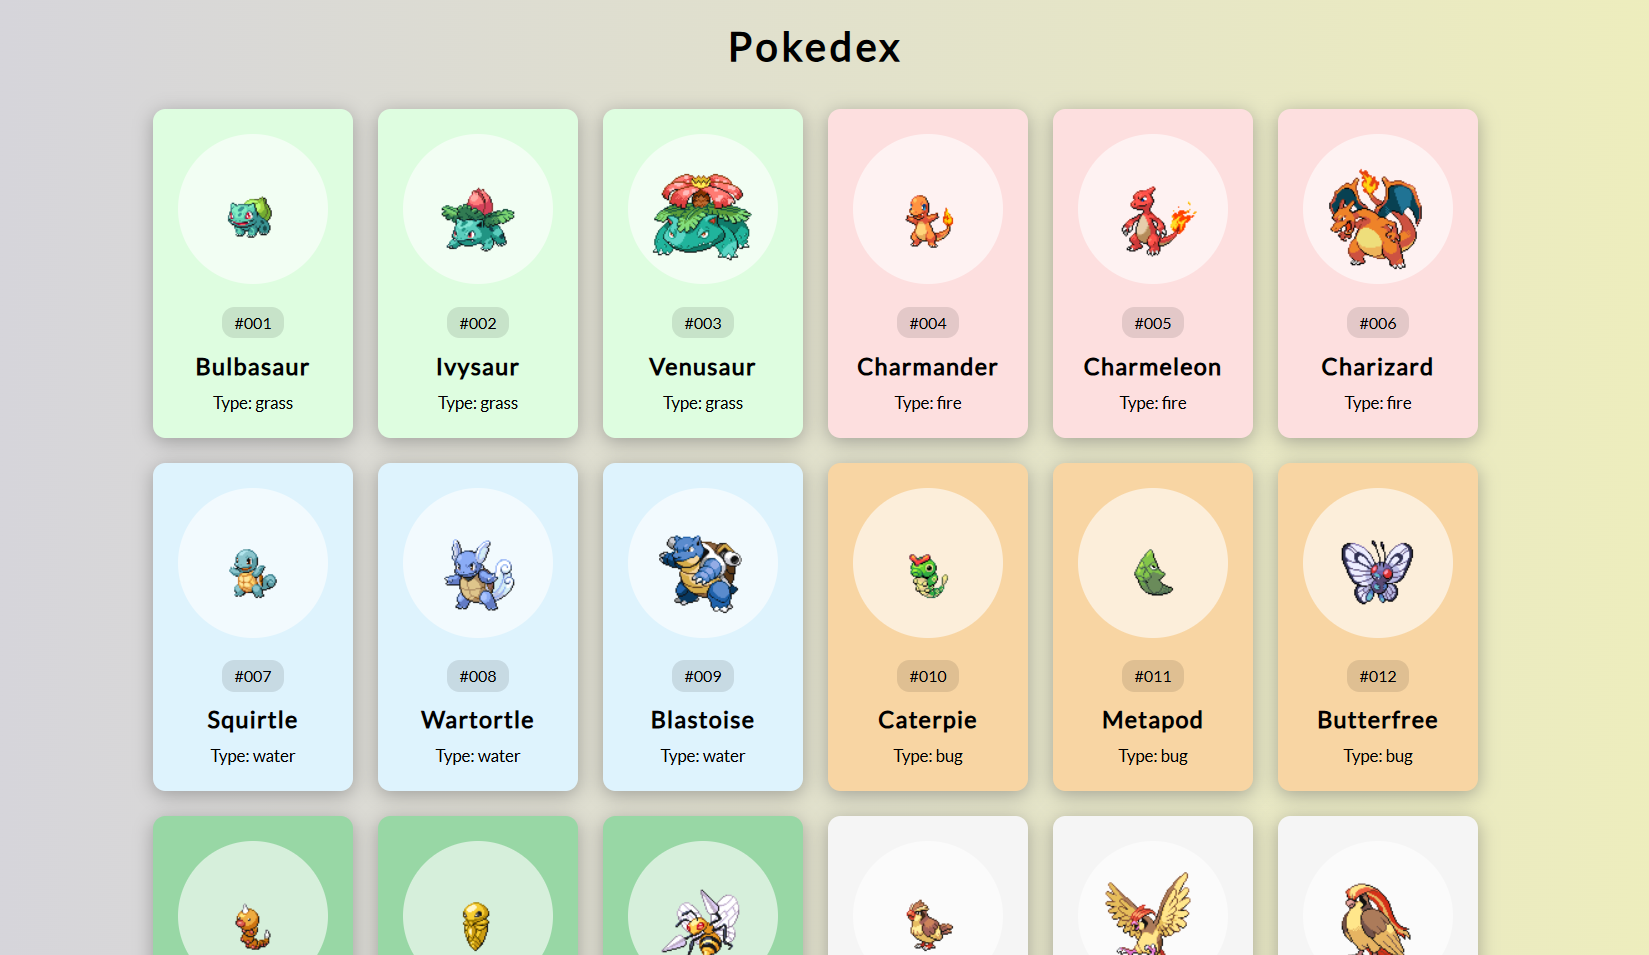 Pokedex
#001
Bulbasaur
Type: grass
#002
Ivysaur
Type: grass
#003
Venusaur
Type: grass
#004
Charmander
Type: fire
#005
Charmeleon
Type: fire
#006
Charizard
Type: fire
#007
Squirtle
Type: water
#008
Wartortle
Type: water
#009
Blastoise
Type: water
#010
Caterpie
Type: bug
#011
Metapod
Type: bug
#012
Butterfree
Type: bug